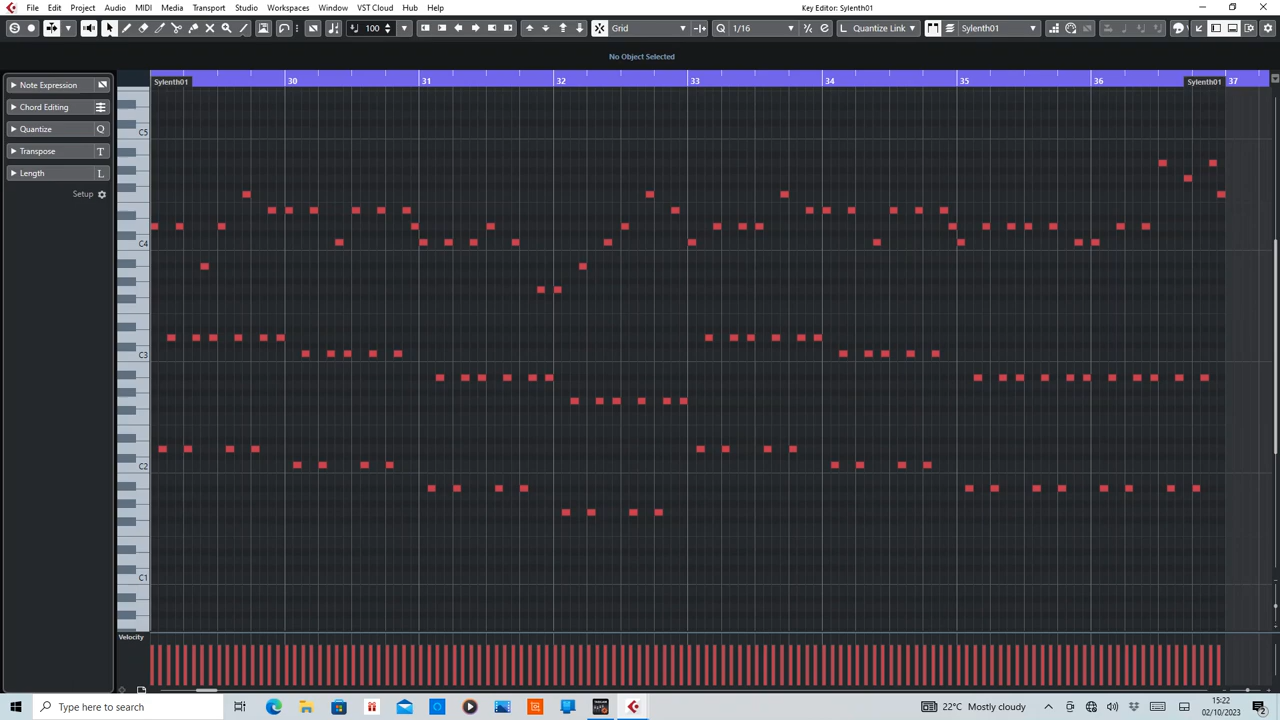 File Edit Project Audio MIDI Media Transport Studio Workspaces Window VST Cloud Hub Help Key Editor: Sylenth01
S 100 Grid Q 1/16 L Quantize Link Sylenth01
No Object Selected
Sylenth01 30 31 32 33 34 35 36 Sylenth01 37
Note Expression
Chord Editing
Quantize Q
Transpose T
Length L
Setup
C5
C4
C3
C2
C1
Velocity
Type here to search 22°C Mostly cloudy 15:22
02/10/2023 2